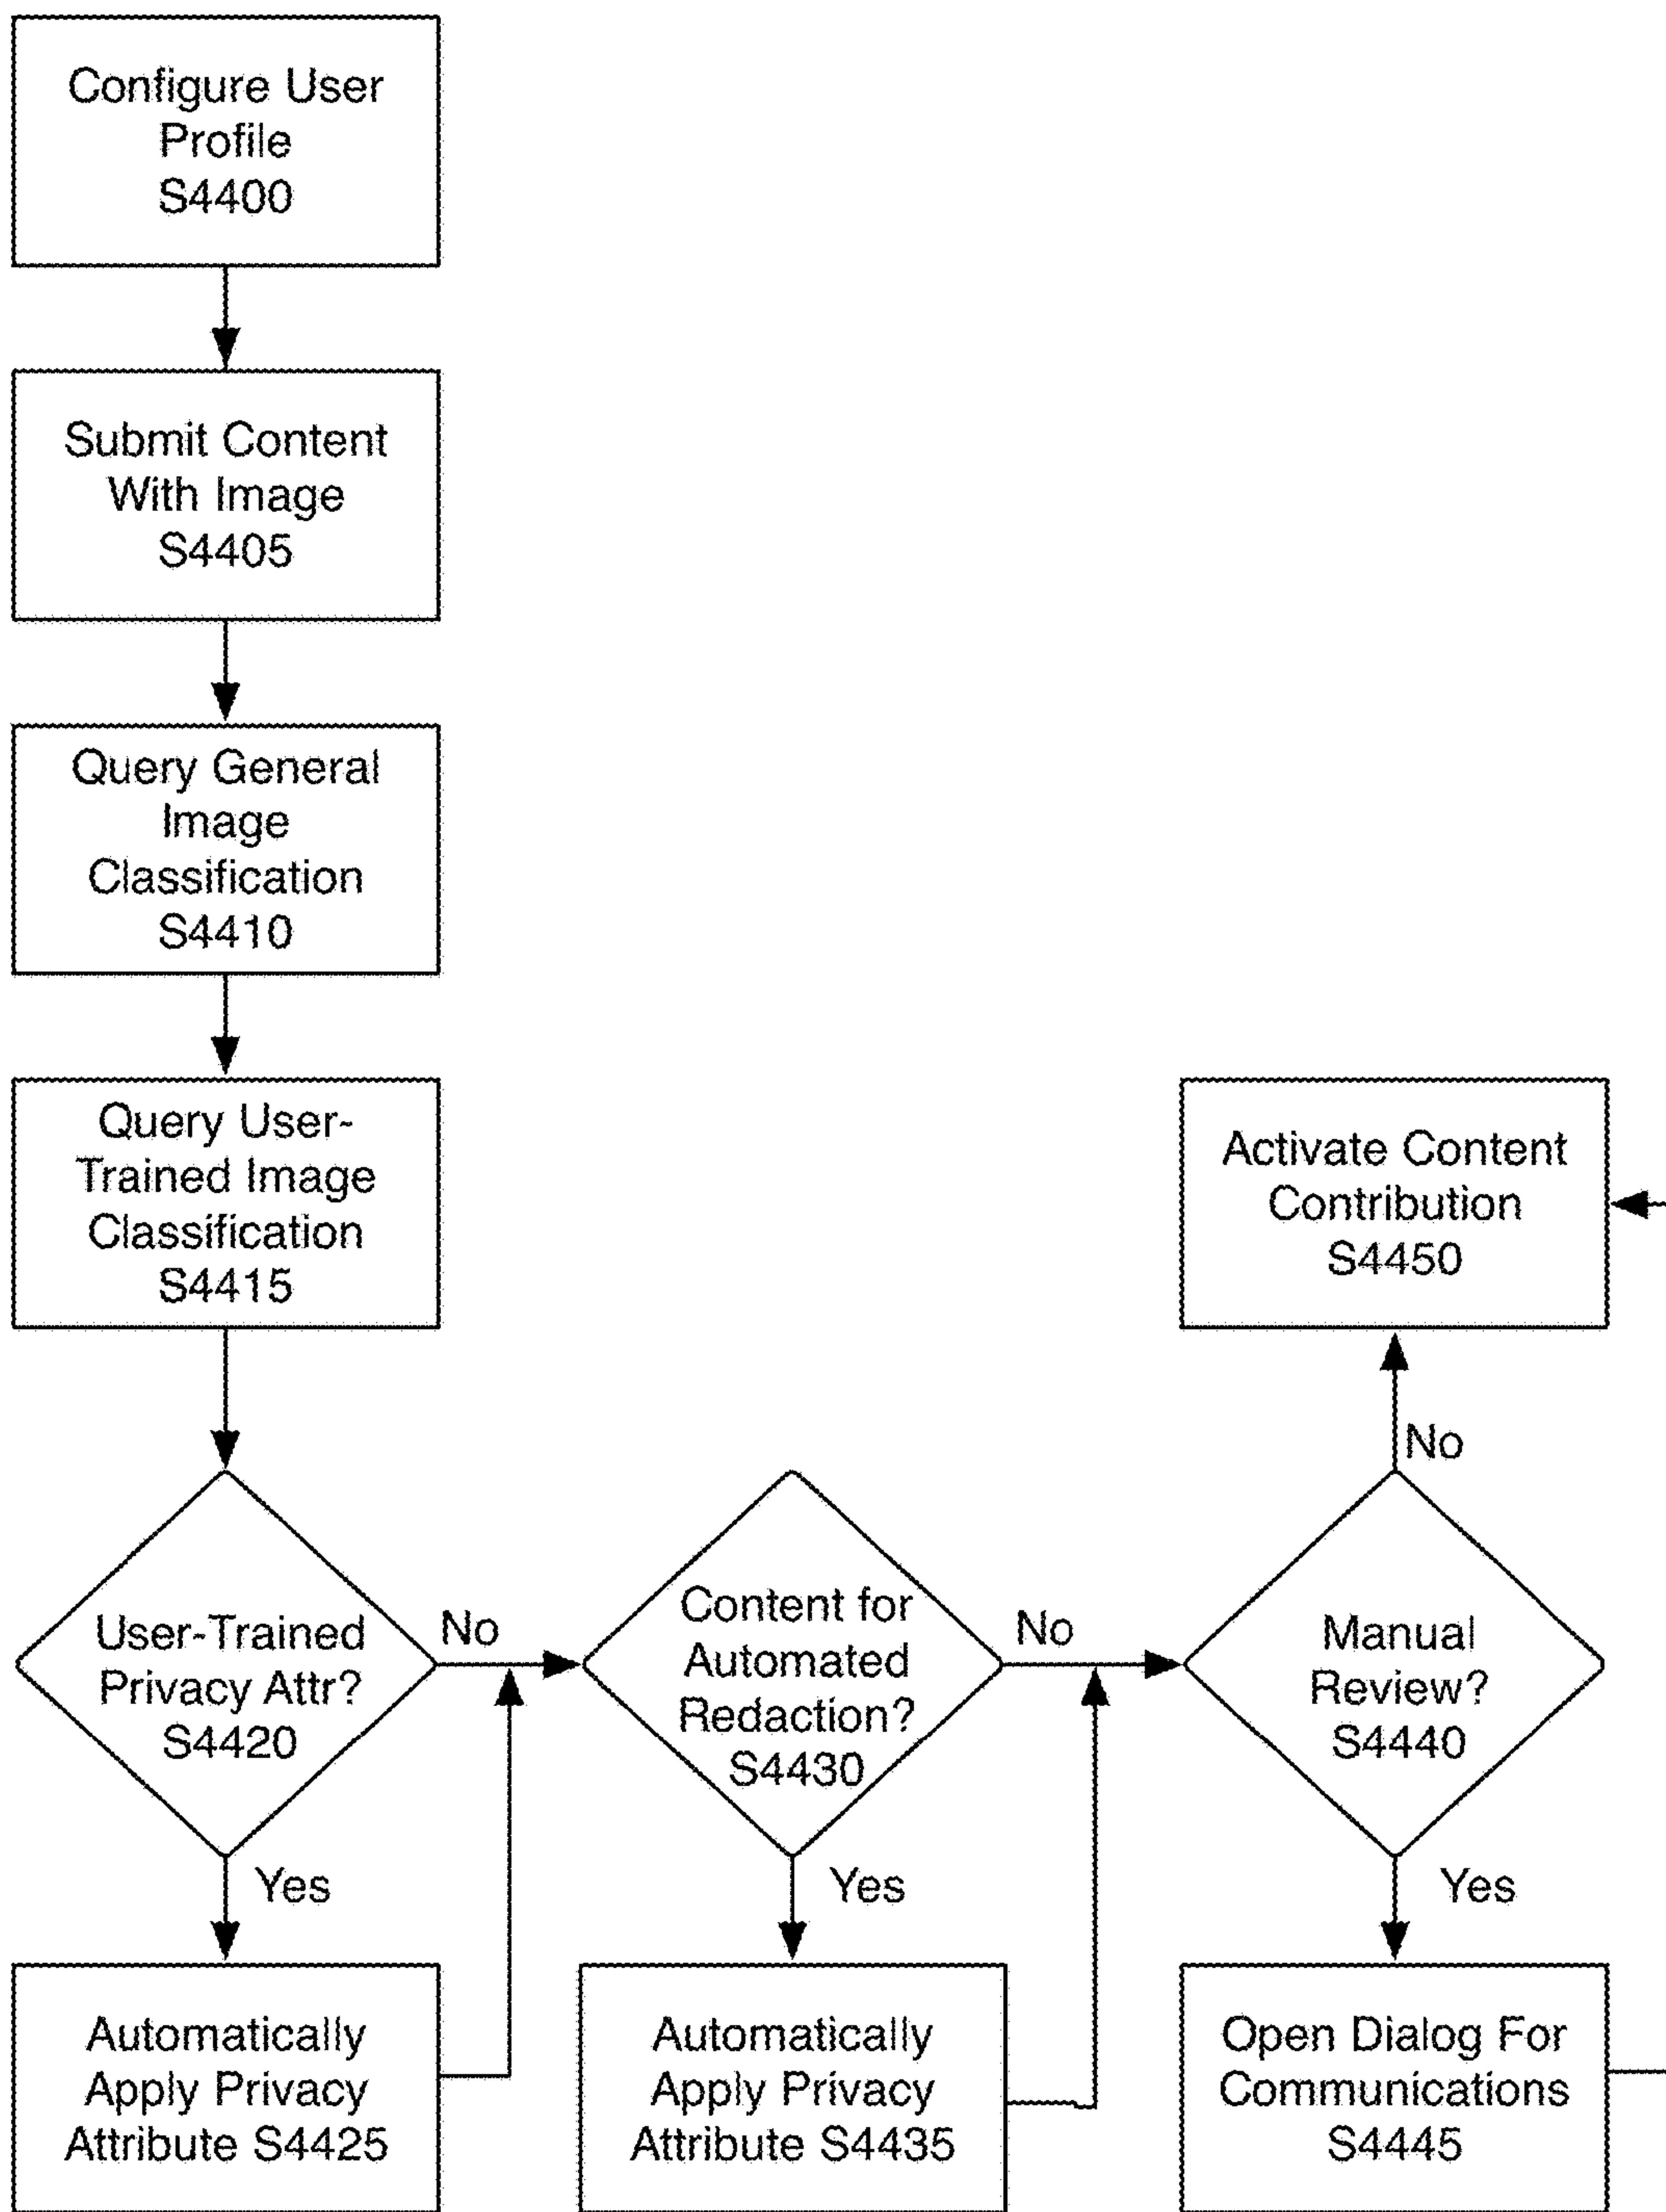 Configure User
Profile
S4400
Submit Content
With Image
S4405
Query General
Image
Classification
S4410
Query User-
Trained Image
Classification
S4415
Activate Content
Contribution
S4450
No
User-Trained
Privacy Attr?
S4420
No
Content for
Automated
Redaction?
S4430
No
Manual
Review?
S4440
Yes
Yes
Yes
Automatically
Apply Privacy
Attribute S4425
Automatically
Apply Privacy
Attribute S4435
Open Dialog For
Communications
S4445